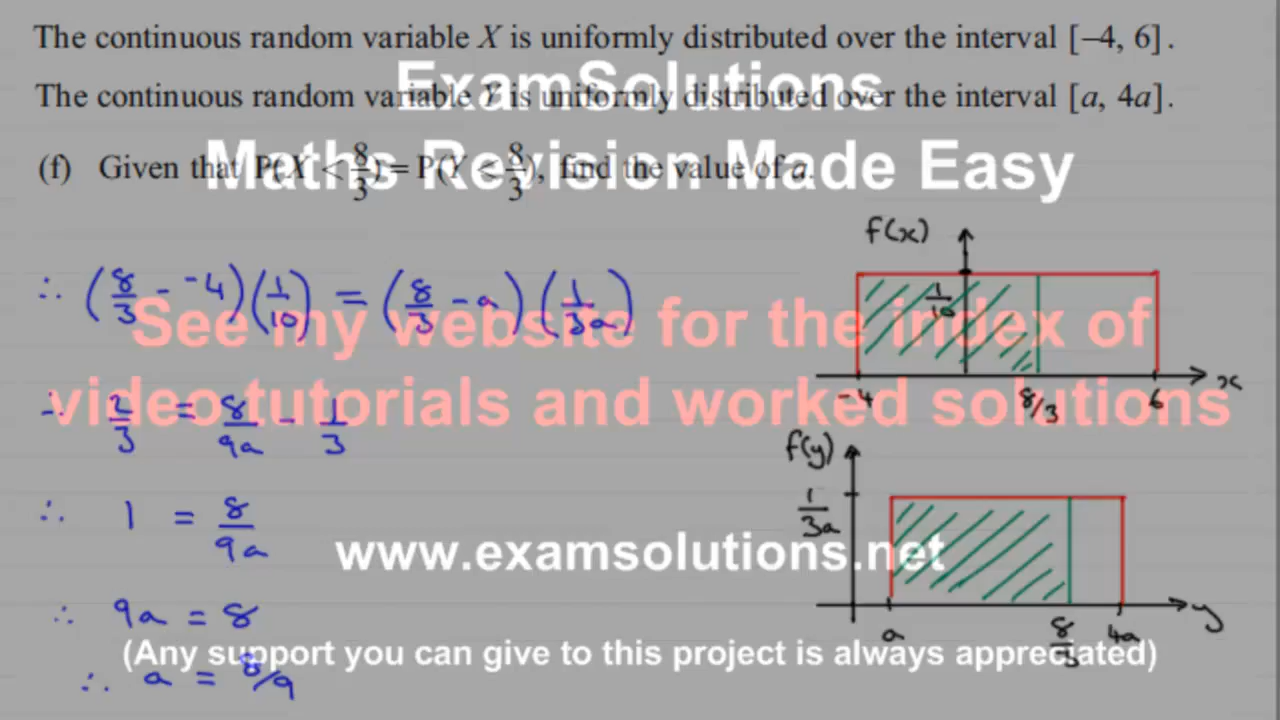 The continuous random variable X is uniformly distributed over the interval [–4, 6].
ExamSolutions
The continuous random variable Y is uniformly distributed over the interval [a, 4a].
Maths Revision Made Easy
(f) Given that P(X < 8/3) = P(Y < 8/3), find the value of a.
f(x)
∴ (8/3 - -4)(1/10) = (8/3 - a)(1/3a)
1/10
See my website for the index of
-4 8/3 6 x
video tutorials and worked solutions
∴ 2/3 = 8/9a - 1/3
f(y)
1/3a
∴ 1 = 8/9a
www.examsolutions.net
∴ 9a = 8
a 8/3 4a y
(Any support you can give to this project is always appreciated)
∴ a = 8/9